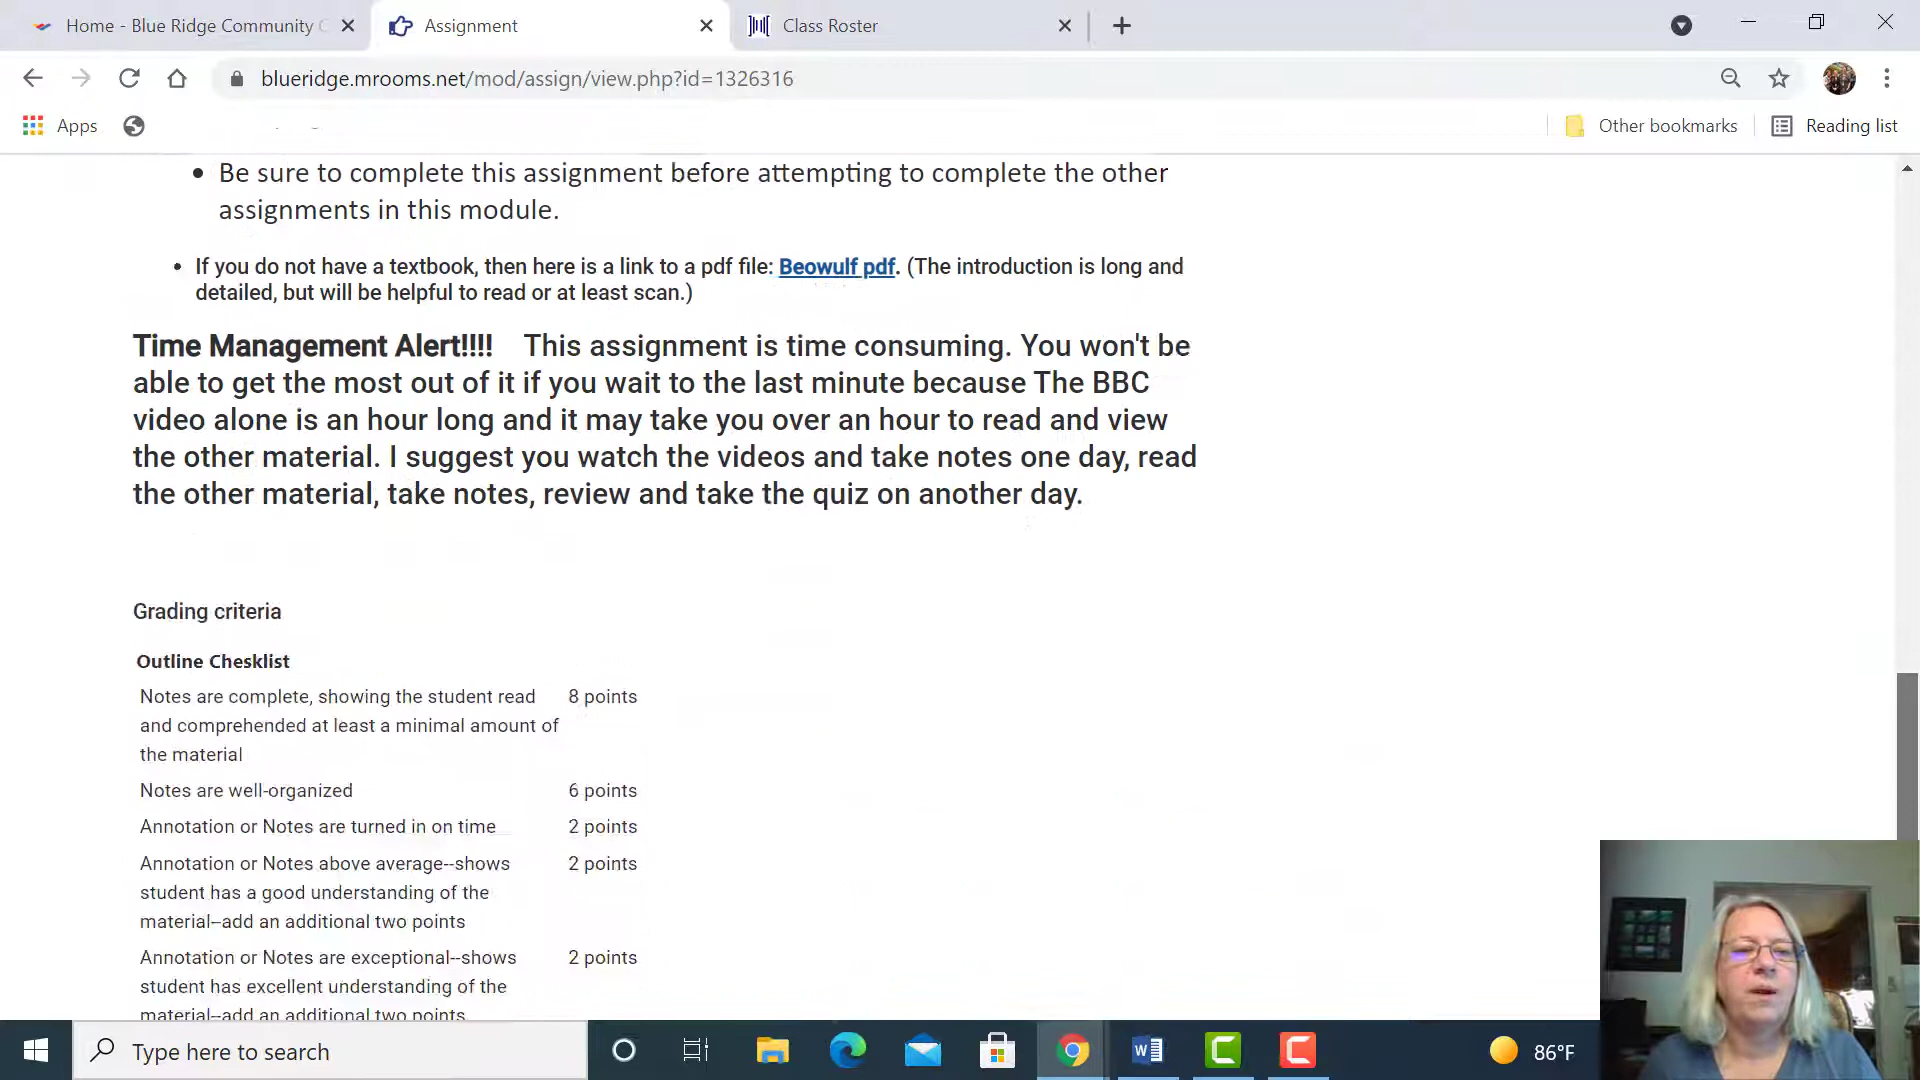 Home - Blue Ridge Community C
Assignment
Class Roster
blueridge.mrooms.net/mod/assign/view.php?id=1326316
Apps
Other bookmarks
Reading list
Be sure to complete this assignment before attempting to complete the other
assignments in this module.
If you do not have a textbook, then here is a link to a pdf file: Beowulf pdf. (The introduction is long and
detailed, but will be helpful to read or at least scan.)
Time Management Alert!!!! This assignment is time consuming. You won't be
able to get the most out of it if you wait to the last minute because The BBC
video alone is an hour long and it may take you over an hour to read and view
the other material. I suggest you watch the videos and take notes one day, read
the other material, take notes, review and take the quiz on another day.
Grading criteria
Outline Chesklist
Notes are complete, showing the student read 8 points
and comprehended at least a minimal amount of
the material
Notes are well-organized 6 points
Annotation or Notes are turned in on time 2 points
Annotation or Notes above average--shows 2 points
student has a good understanding of the
material--add an additional two points
Annotation or Notes are exceptional--shows 2 points
student has excellent understanding of the
material--add an additional two points
Type here to search
86°F